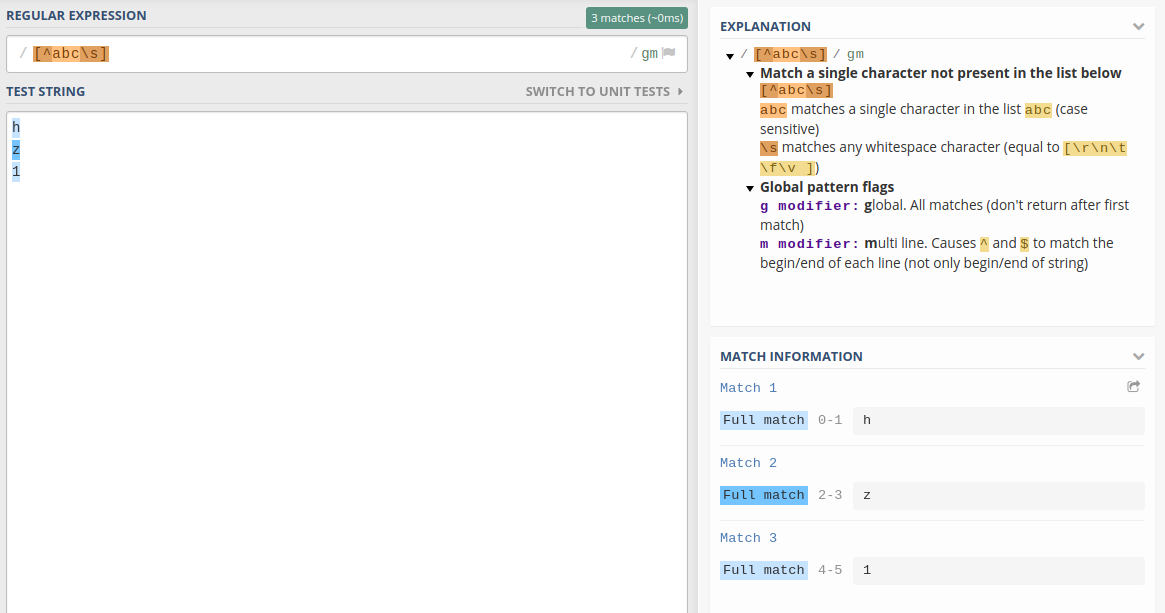 REGULAR EXPRESSION
3 matches (~0ms)
/ [^abc\s] / gm
TEST STRING
SWITCH TO UNIT TESTS
h
z
1
EXPLANATION
/ [^abc\s] / gm
Match a single character not present in the list below
[^abc\s]
abc matches a single character in the list abc (case
sensitive)
\s matches any whitespace character (equal to [\r\n\t
\f\v ])
Global pattern flags
g modifier: global. All matches (don't return after first
match)
m modifier: multi line. Causes ^ and $ to match the
begin/end of each line (not only begin/end of string)
MATCH INFORMATION
Match 1
Full match 0-1 h
Match 2
Full match 2-3 z
Match 3
Full match 4-5 1